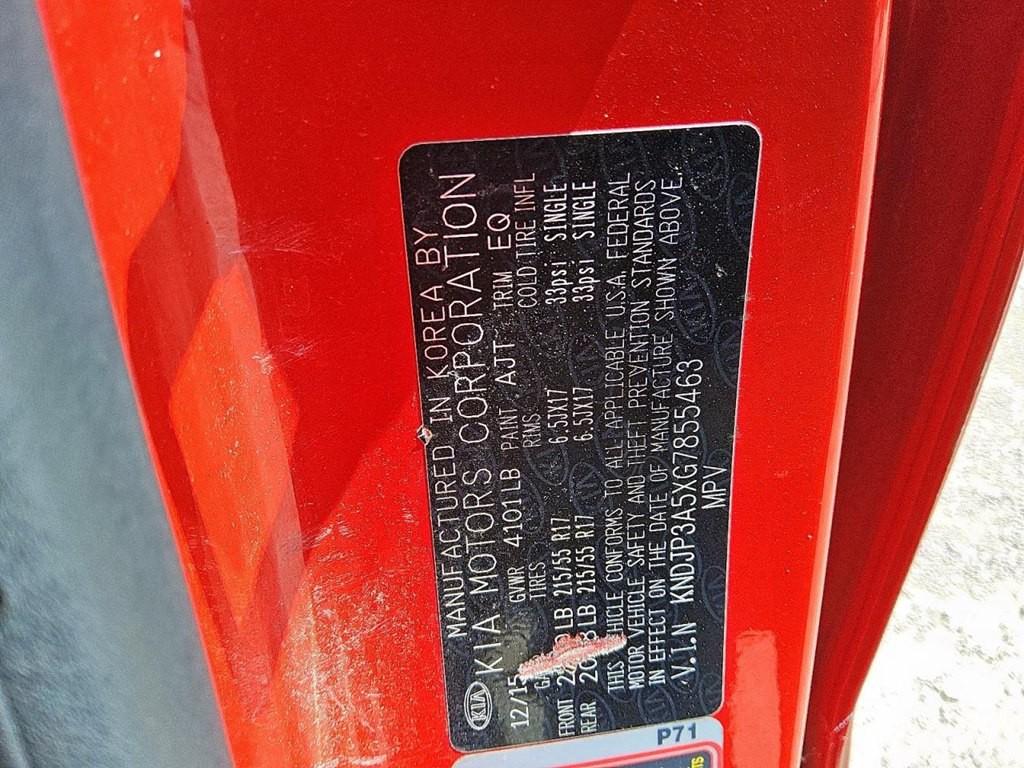 MANUFACTURED IN KOREA BY
KIA KIA MOTORS CORPORATION
12/15 GVWR 4101LB PAINT AJT TRIM EQ
TIRES RIMS COLD TIRE INFL
FRONT LB 215/55 R17 6.5JX17 33psi SINGLE
REAR LB 215/55 R17 6.5JX17 33psi SINGLE
THIS VEHICLE CONFORMS TO ALL APPLICABLE U.S.A. FEDERAL
MOTOR VEHICLE SAFETY AND THEFT PREVENTION STANDARDS
IN EFFECT ON THE DATE OF MANUFACTURE SHOWN ABOVE.
V.I.N KNDJP3A5XG7855463
MPV
P71